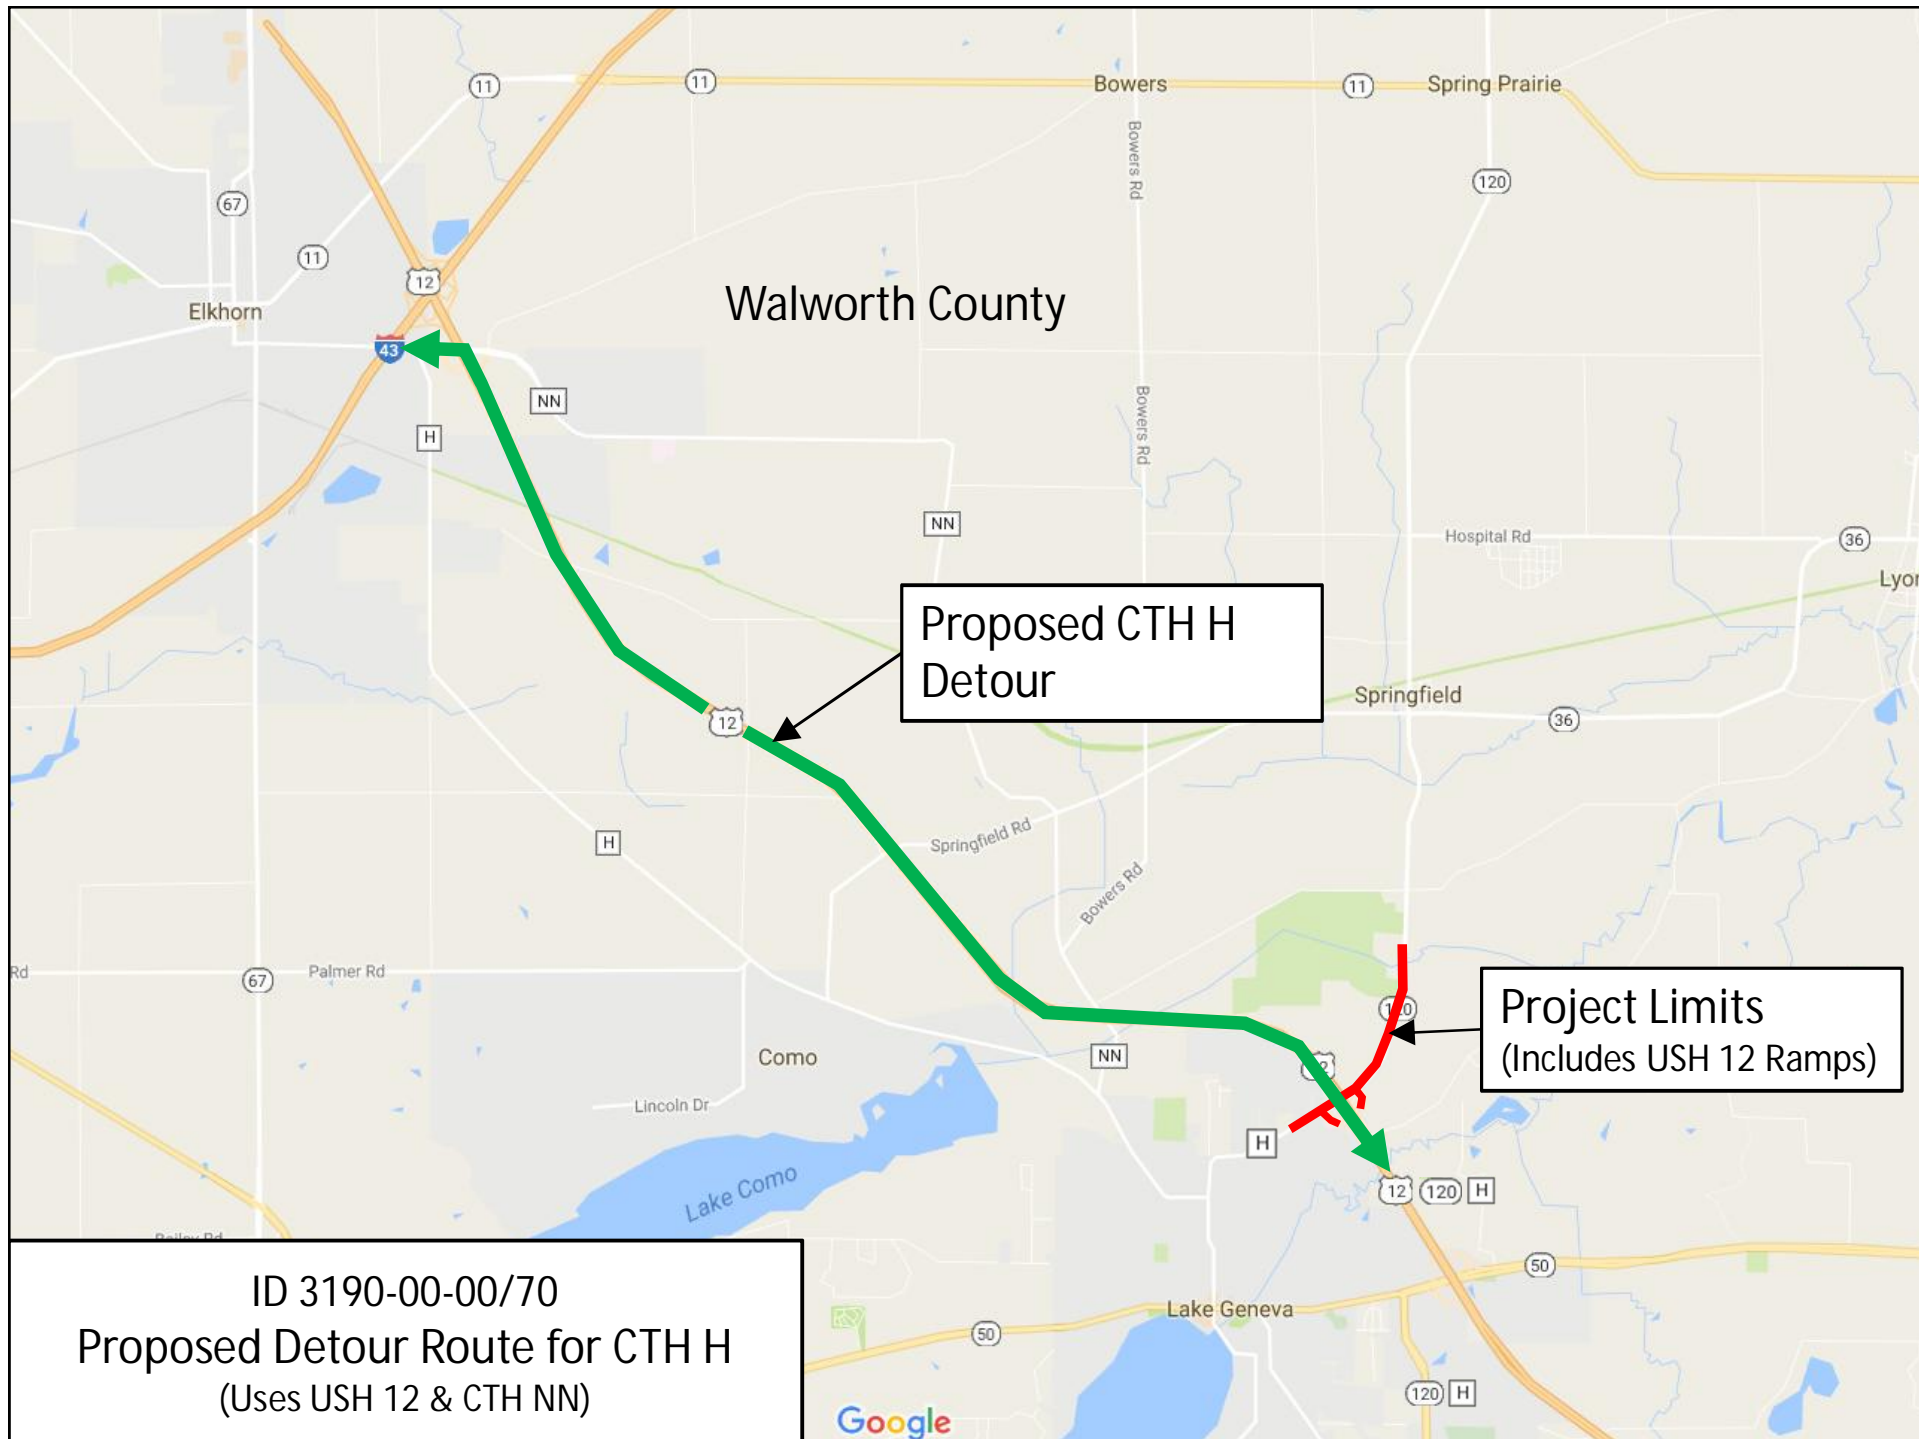 11
11
Bowers
11
Spring Prairie
Bowers Rd
120
67
11
12
Elkhorn
Walworth County
43
NN
H
Bowers Rd
NN
Hospital Rd
36
Lyon
Proposed CTH H
Detour
Springfield
12
36
H
Springfield Rd
Bowers Rd
Rd
67
Palmer Rd
120
Project Limits
(Includes USH 12 Ramps)
Como
NN
12
Lincoln Dr
H
Lake Como
12
120
H
50
ID 3190-00-00/70
Proposed Detour Route for CTH H
(Uses USH 12 & CTH NN)
Lake Geneva
50
120
H
Google